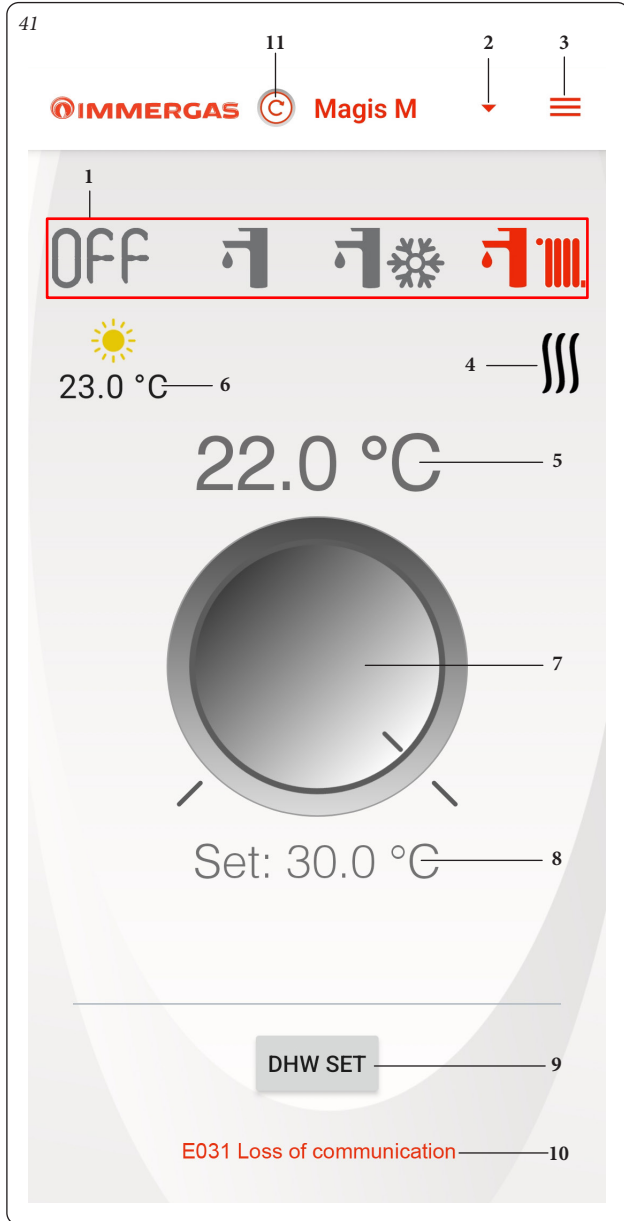 41
11 2 3
IMMERGAS Magis M
1
OFF
4
23.0 °C 6
22.0 °C 5
7
Set: 30.0 °C 8
DHW SET 9
E031 Loss of communication 10